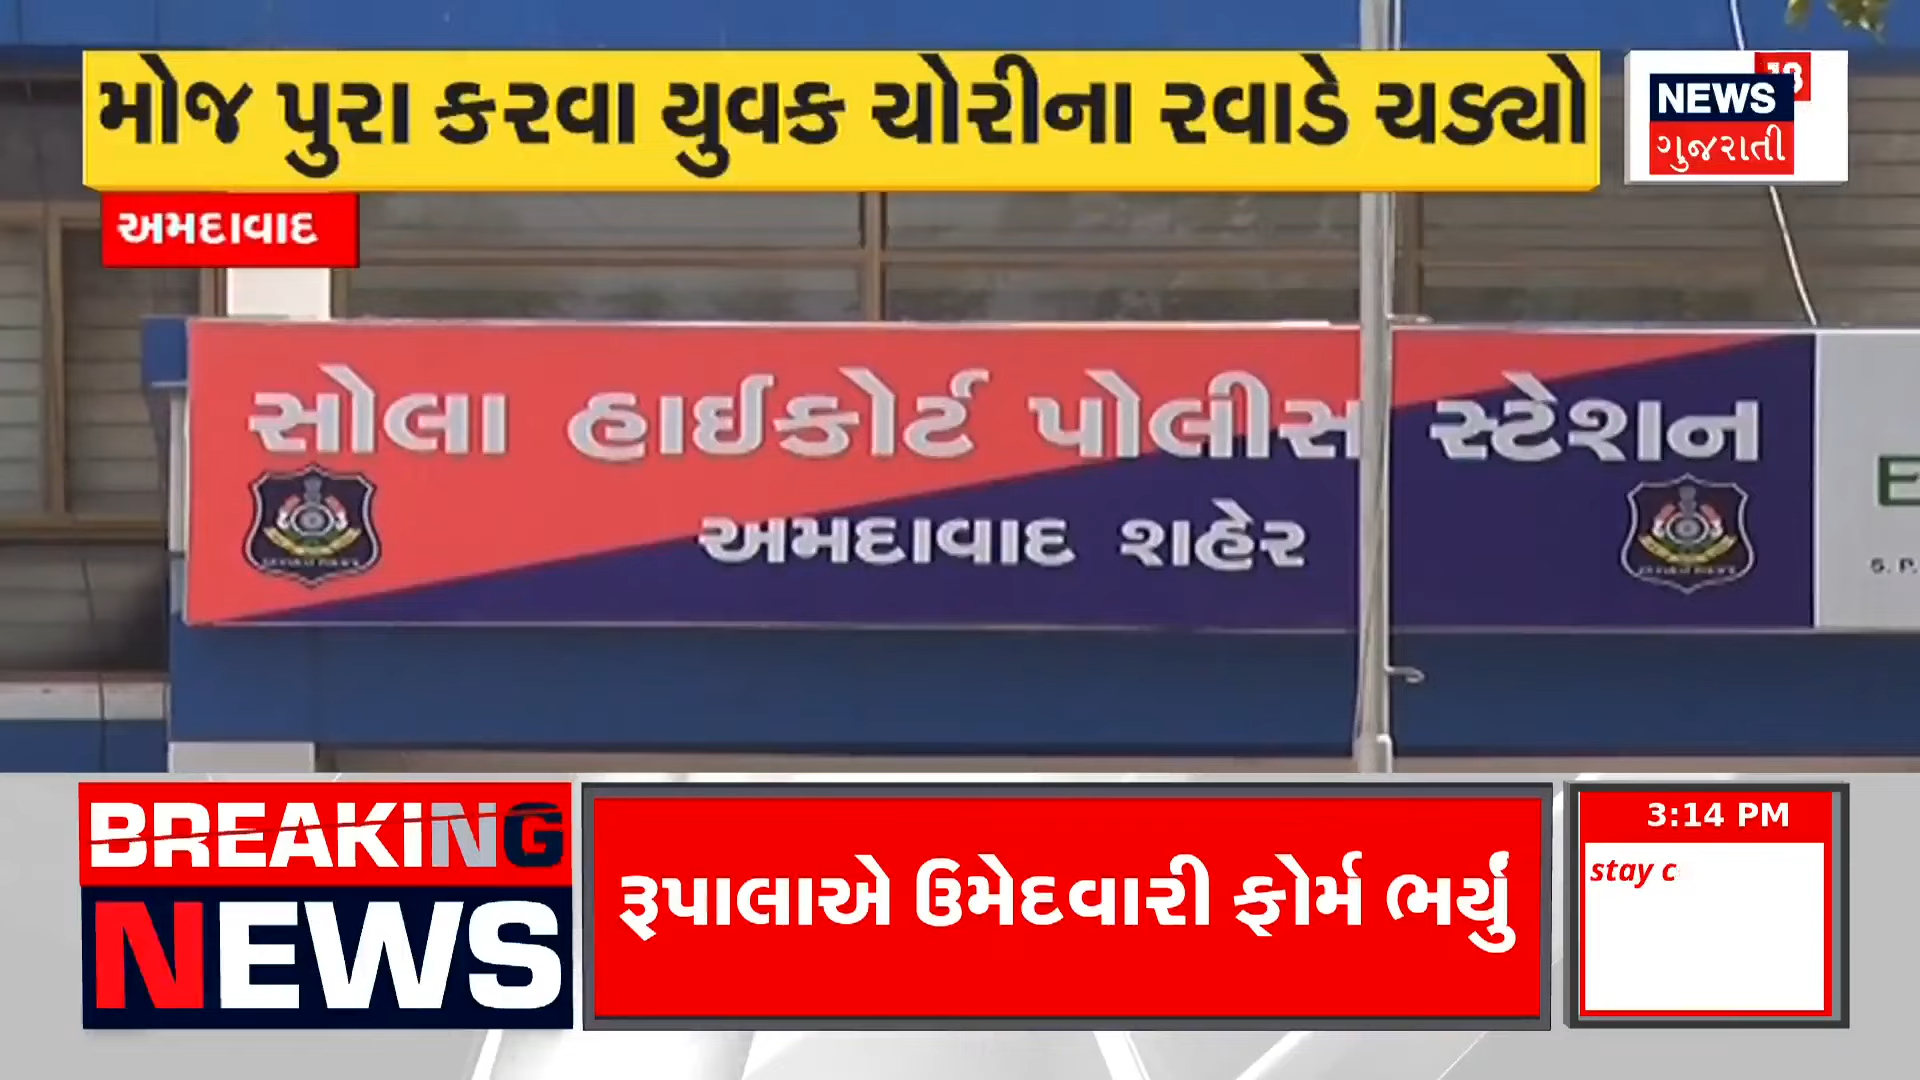 મોજ પુરા કરવા યુવક ચોરીના રવાડે ચડ્યો
NEWS 18
ગુજરાતી
અમદાવાદ
સોલા હાઈકોર્ટ પોલીસ સ્ટેશન
અમદાવાદ શહેર
S. P.
BREAKING
NEWS
રૂપાલાએ ઉમેદવારી ફોર્મ ભર્યું
3:14 PM
stay c